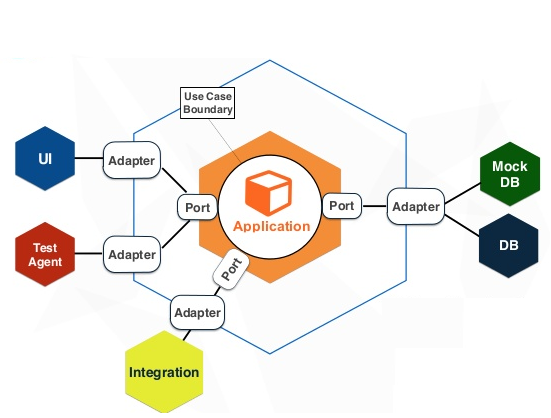 Use Case
Boundary
UI
Adapter
Mock
DB
Port
Port
Adapter
Application
Test
Agent
Adapter
DB
Port
Adapter
Integration